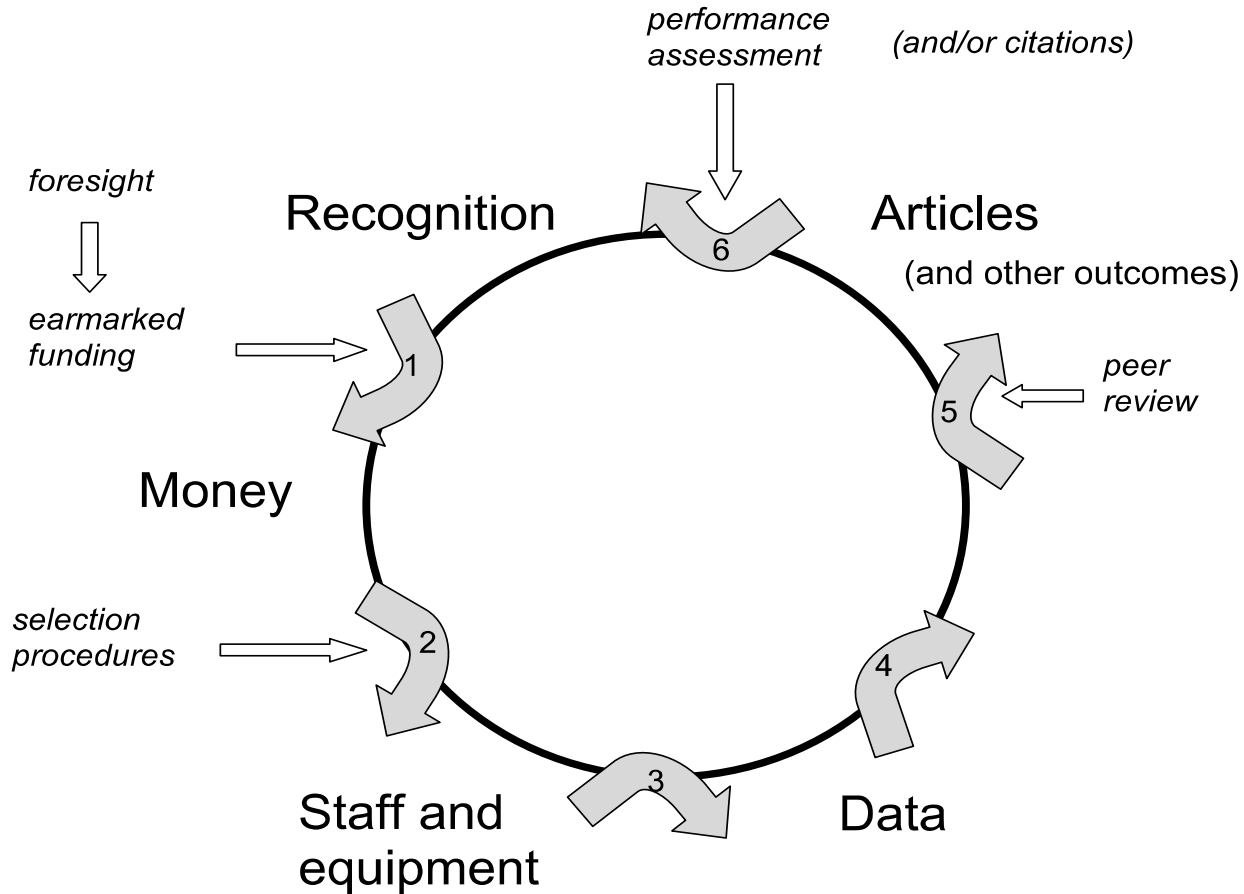 performance
assessment
(and/or citations)
foresight
Recognition
Articles
6
(and other outcomes)
earmarked
funding
1
peer
review
5
Money
selection
procedures
2
4
3
Staff and
equipment
Data